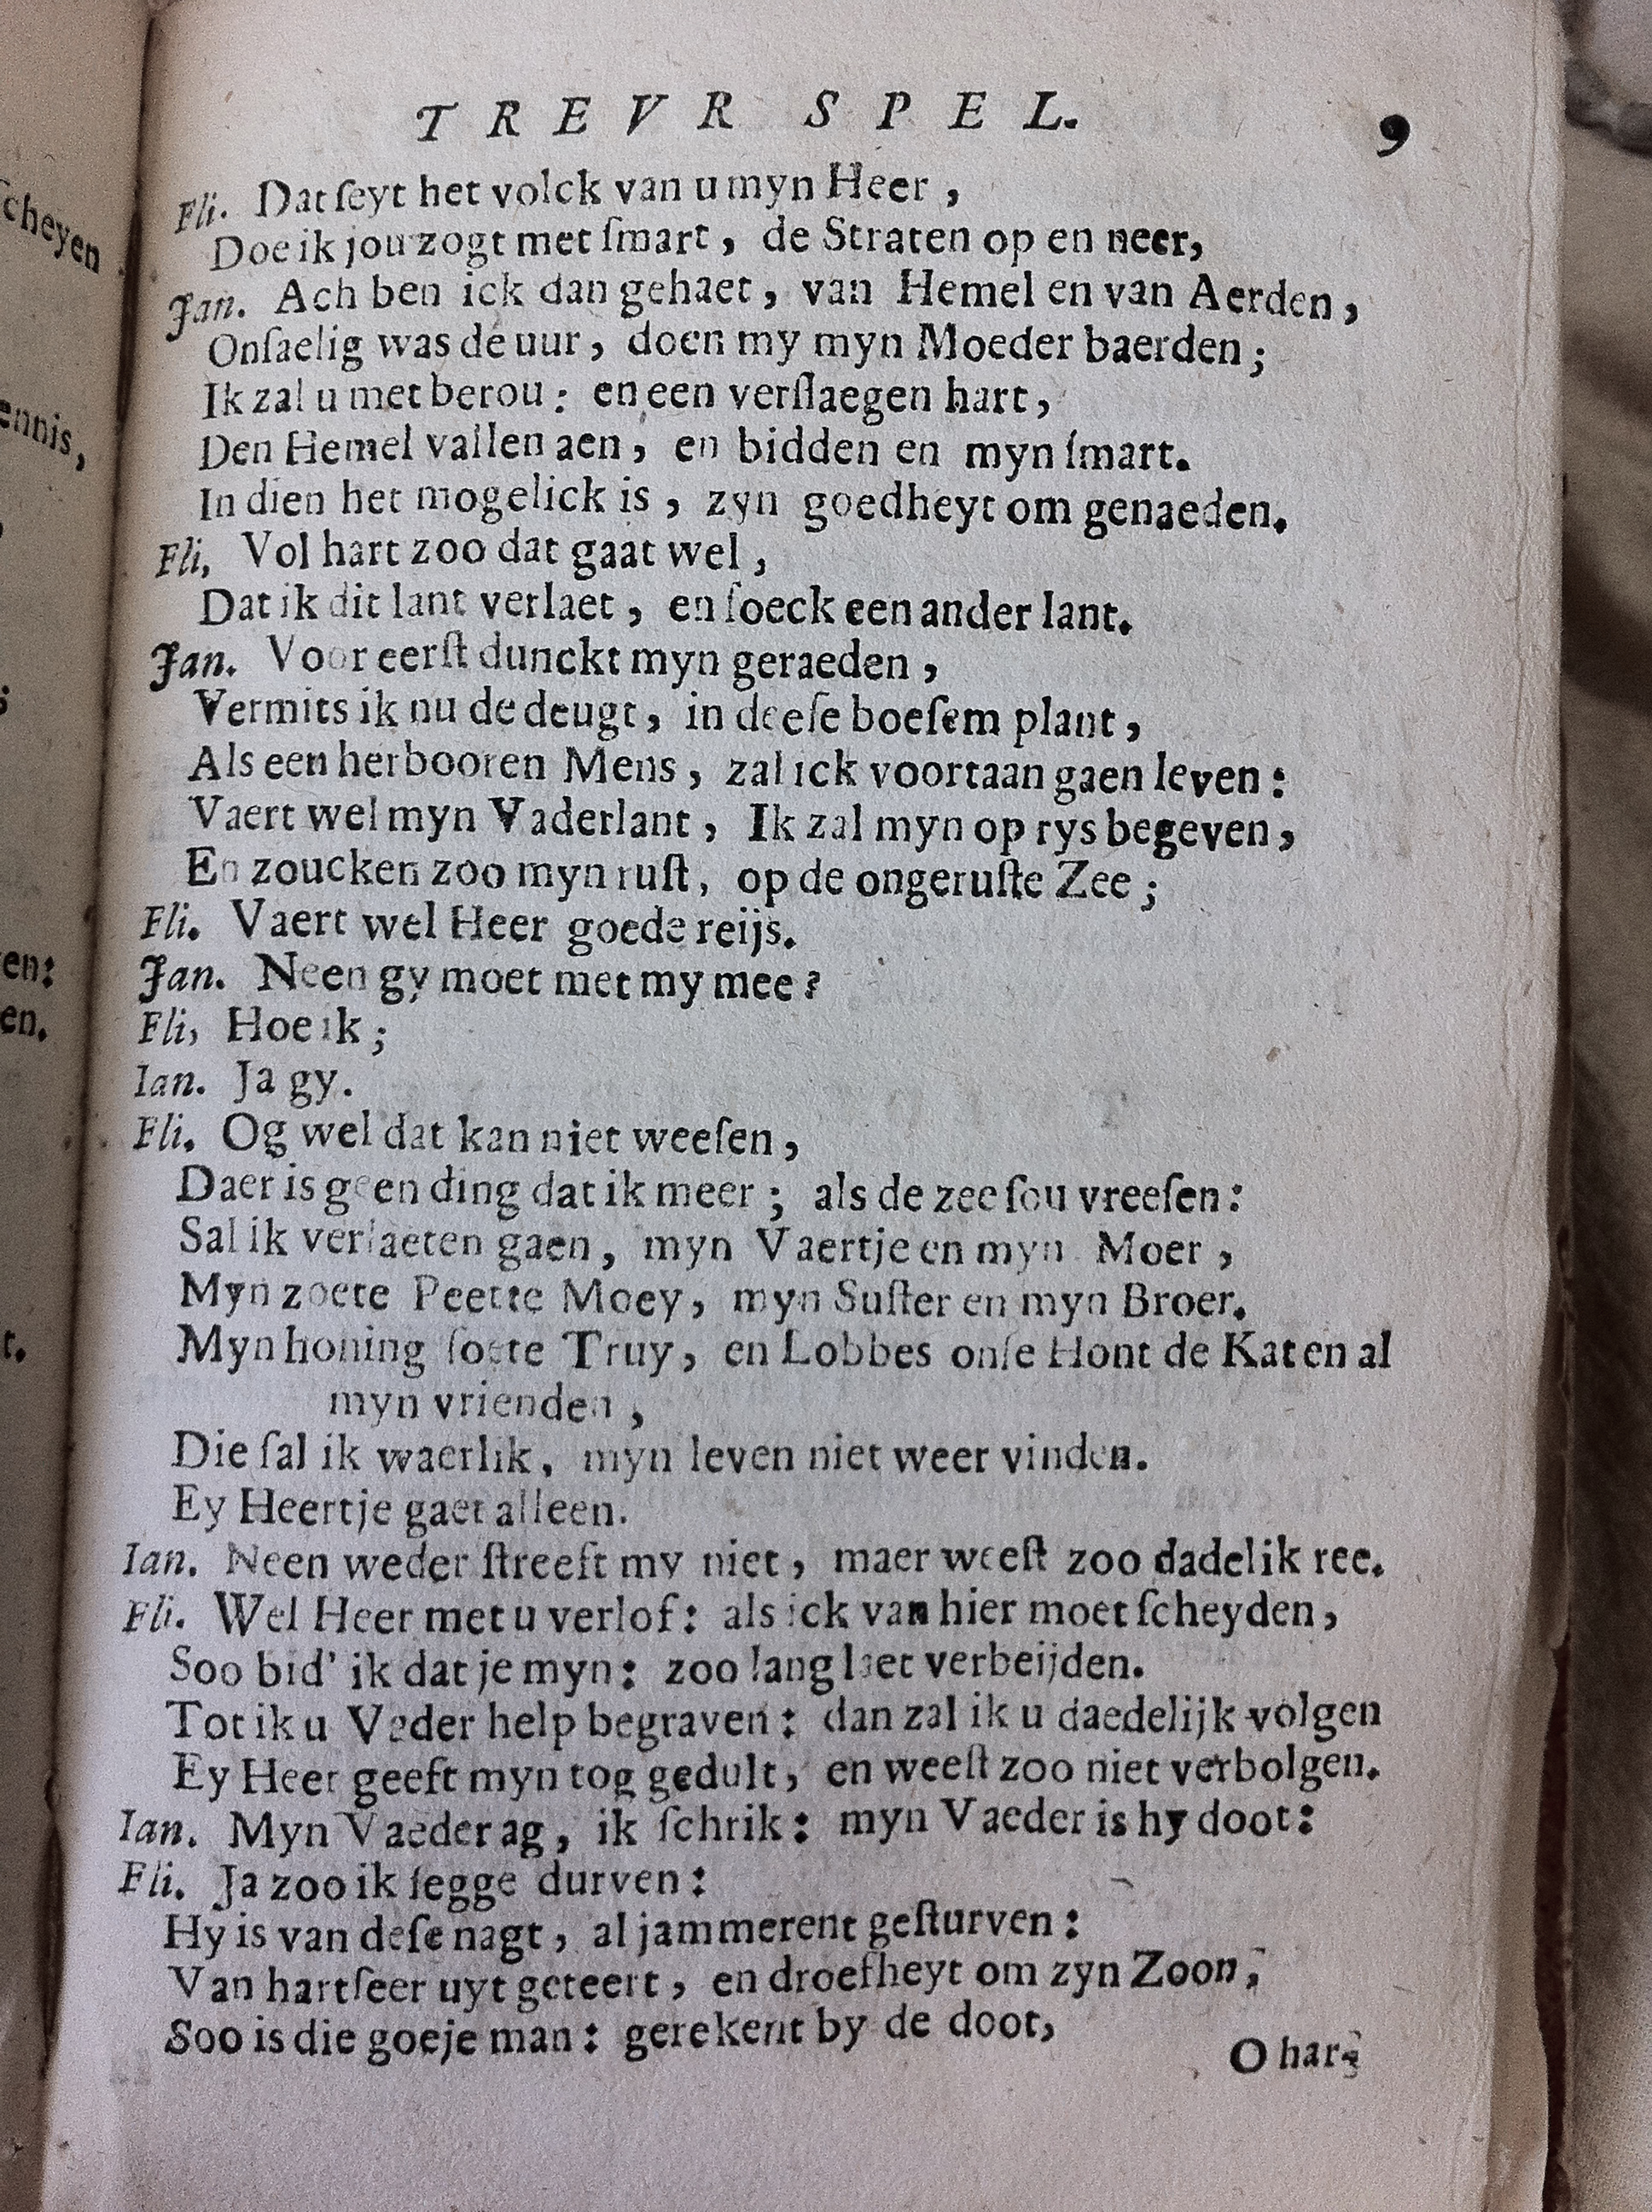 TREVR SPEL. 9
Fli. Dat ſeyt het volck van u myn Heer ,
Doe ik jou zogt met ſmart , de Straten op en neer,
Jan. Ach ben ick dan gehaet , van Hemel en van Aerden ,
Onſaelig was de uur , doen my myn Moeder baerden ;
Ik zal u met berou : en een verſlaegen hart ,
Den Hemel vallen aen , en bidden en myn ſmart.
In dien het mogelick is , zyn goedheyt om genaeden.
Fli, Vol hart zoo dat gaat wel ,
Dat ik dit lant verlaet , en ſoeck een ander lant.
Jan. Voor eerſt dunckt myn geraeden ,
Vermits ik nu de deugt , in deeſe boeſem plant ,
Als een herbooren Mens , zal ick voortaan gaen leven :
Vaert wel myn Vaderlant , Ik zal myn op rys begeven ,
En zoucken zoo myn ruſt , op de ongeruſte Zee ;
Fli. Vaert wel Heer goede reijs.
Jan. Neen gy moet met my mee ?
Fli, Hoe ik ;
Ian. Ja gy.
Fli. Og wel dat kan niet weeſen ,
Daer is geen ding dat ik meer ; als de zee ſou vreeſen :
Sal ik verlaeten gaen , myn Vaertje en myn Moer ,
Myn zoete Peette Moey , myn Suſter en myn Broer.
Myn honing ſoete Truy , en Lobbes onſe Hont de Kat en al
myn vrienden ,
Die ſal ik waerlik , myn leven niet weer vinden.
Ey Heertje gaet alleen.
Ian. Neen weder ſtreeft my niet , maer weeſt zoo dadelik ree.
Fli. Wel Heer met u verlof : als ick van hier moet ſcheyden ,
Soo bid' ik dat je myn : zoo lang laet verbeijden.
Tot ik u Vader help begraven : dan zal ik u daedelijk volgen
Ey Heer geeft myn tog gedult , en weeſt zoo niet verbolgen.
Ian. Myn Vaeder ag , ik ſchrik : myn Vaeder is hy doot :
Fli. Ja zoo ik ſegge durven :
Hy is van deſe nagt , al jammerent geſturven :
Van hartſeer uyt geteert , en droefheyt om zyn Zoon ,
Soo is die goeje man : gerekent by de doot,
O har-
ſcheyen
ennis,
en:
en.
t.